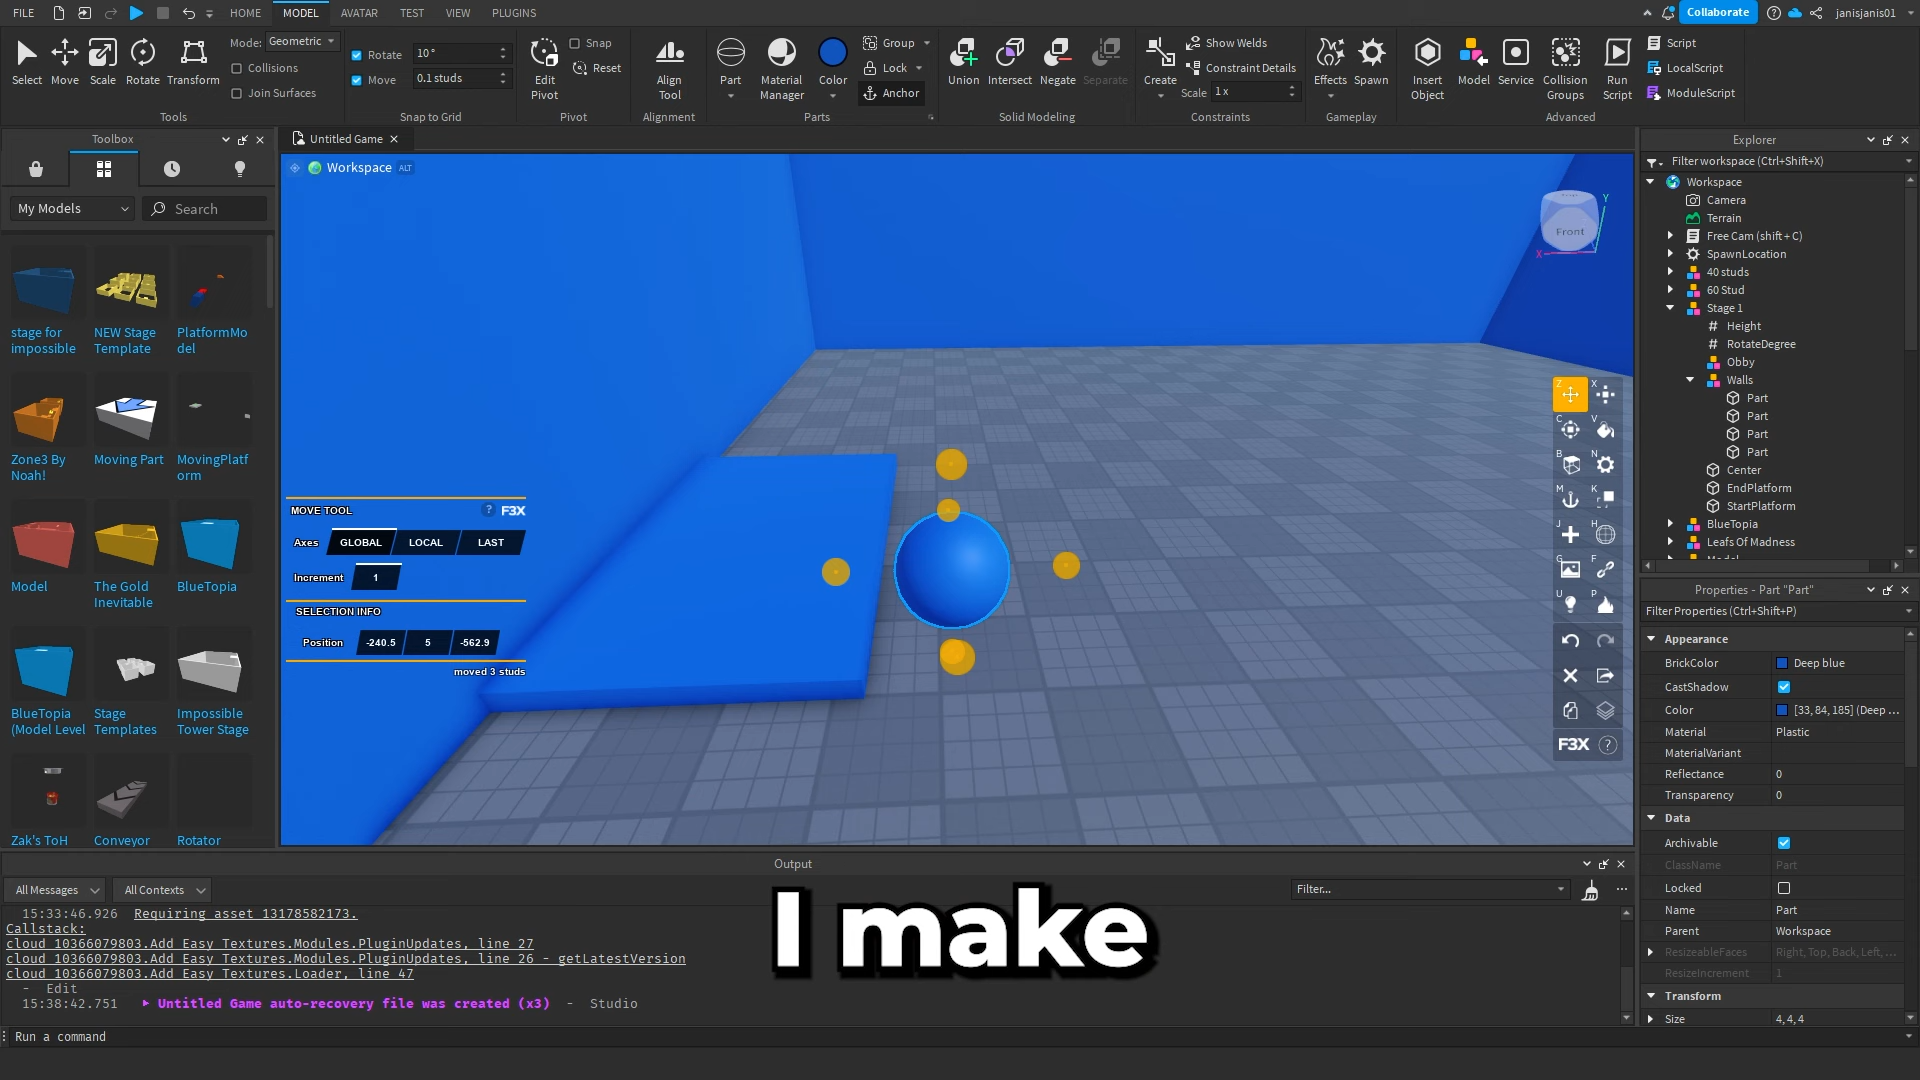 FILE HOME MODEL AVATAR TEST VIEW PLUGINS Collaborate janisjanis01
Select Move Scale Rotate Transform
Mode: Geometric
Collisions
Join Surfaces
Tools
Rotate 10°
Move 0.1 studs
Snap to Grid
Edit Pivot
Snap
Reset
Pivot
Align Tool
Alignment
Part
Material Manager
Color
Group
Lock
Anchor
Parts
Union Intersect Negate Separate
Solid Modeling
Create
Show Welds
Constraint Details
Scale 1 x
Constraints
Effects Spawn
Gameplay
Insert Object
Model
Service
Collision Groups
Run Script
Script
LocalScript
ModuleScript
Advanced
Toolbox
My Models Search
stage for impossible
NEW Stage Template
PlatformMo del
Zone3 By Noah!
Moving Part
MovingPlatf orm
Model
The Gold Inevitable
BlueTopia
BlueTopia (Model Level
Stage Templates
Impossible Tower Stage
Zak's ToH
Conveyor
Rotator
Untitled Game
Workspace ALT
Front
Y
X
MOVE TOOL ? F3X
Axes GLOBAL LOCAL LAST
Increment 1
SELECTION INFO
Position -240.5 5 -562.9
moved 3 studs
Z X
C V
B N
M K
J H
G F
U P
F3X ?
Explorer
Filter workspace (Ctrl+Shift+X)
Workspace
Camera
Terrain
Free Cam (shift + C)
SpawnLocation
40 studs
60 Stud
Stage 1
Height
RotateDegree
Obby
Walls
Part
Part
Part
Part
Center
EndPlatform
StartPlatform
BlueTopia
Leafs Of Madness
Properties - Part "Part"
Filter Properties (Ctrl+Shift+P)
Appearance
BrickColor Deep blue
CastShadow
Color [33, 84, 185] (Deep ...
Material Plastic
MaterialVariant
Reflectance 0
Transparency 0
Data
Archivable
ClassName Part
Locked
Name Part
Parent Workspace
ResizeableFaces Right, Top, Back, Left, ...
ResizeIncrement 1
Transform
Size 4, 4, 4
Output
All Messages All Contexts Filter... ...
15:33:46.926 Requiring asset 13178582173.
Callstack:
cloud_10366079803.Add Easy Textures.Modules.PluginUpdates, line 27
cloud_10366079803.Add Easy Textures.Modules.PluginUpdates, line 26 - getLatestVersion
cloud_10366079803.Add Easy Textures.Loader, line 47
- Edit
15:38:42.751 Untitled Game auto-recovery file was created (x3) - Studio
I make
Run a command